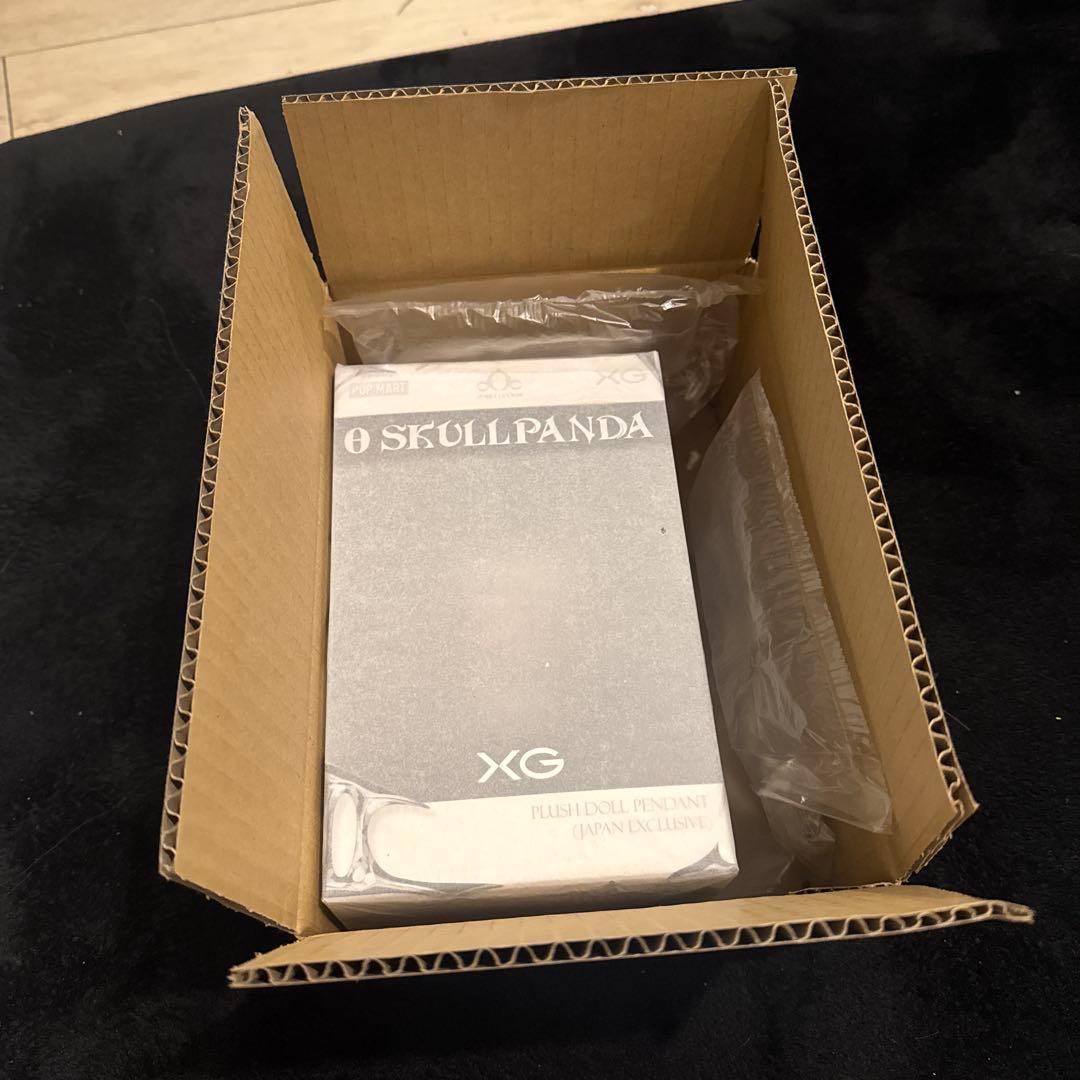 POP MART
XG
θ SKULLPANDA
XG
PLUSH DOLL PENDANT
(JAPAN EXCLUSIVE)